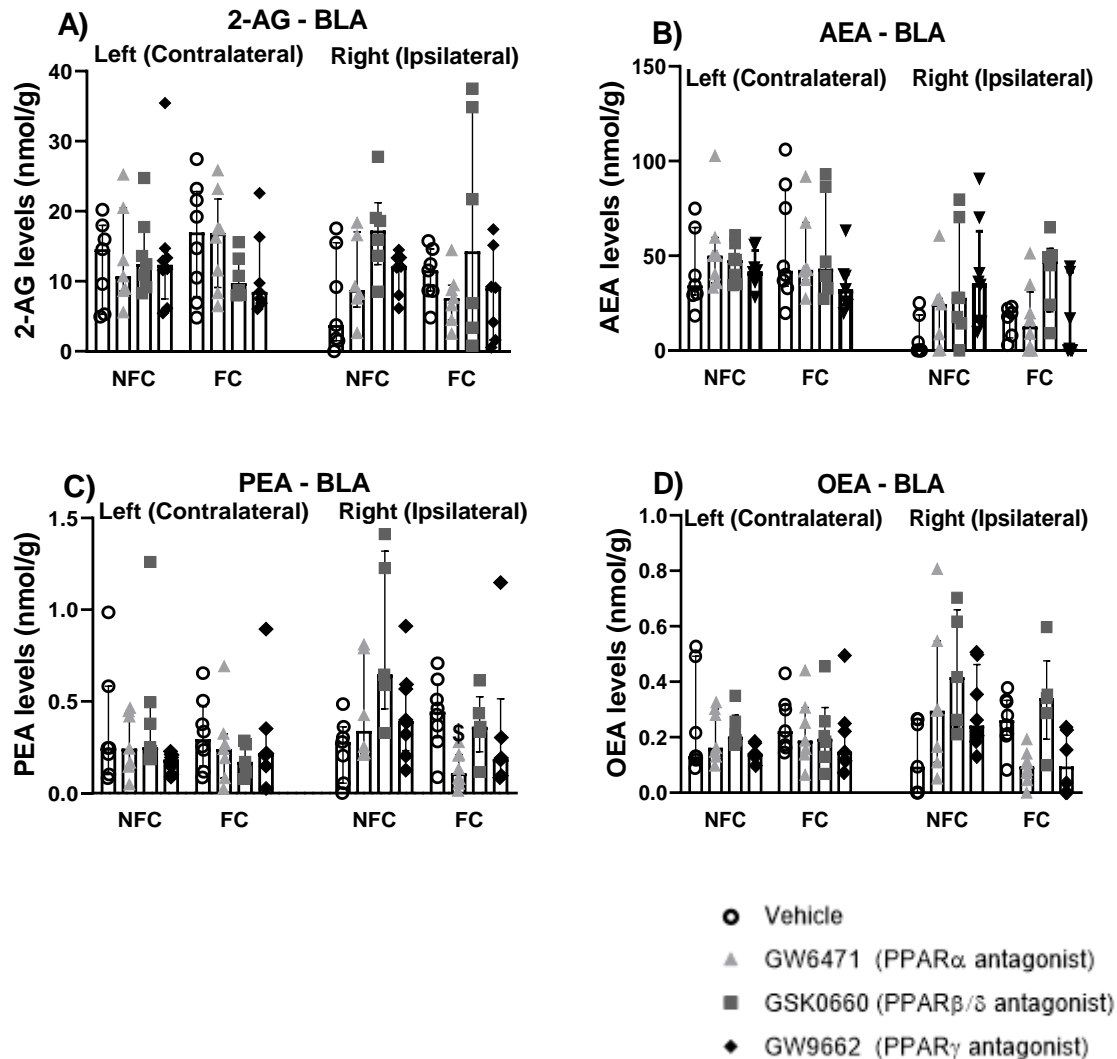 A)
2-AG - BLA
Left (Contralateral) Right (Ipsilateral)
2-AG levels (nmol/g)
40
30
20
10
0
NFC FC NFC FC
B)
AEA - BLA
Left (Contralateral) Right (Ipsilateral)
AEA levels (nmol/g)
150
100
50
0
NFC FC NFC FC
C)
PEA - BLA
Left (Contralateral) Right (Ipsilateral)
PEA levels (nmol/g)
1.5
1.0
0.5
0.0
$
NFC FC NFC FC
D)
OEA - BLA
Left (Contralateral) Right (Ipsilateral)
OEA levels (nmol/g)
1.0
0.8
0.6
0.4
0.2
0.0
NFC FC NFC FC
Vehicle
GW6471 (PPARα antagonist)
GSK0660 (PPARβ/δ antagonist)
GW9662 (PPARγ antagonist)